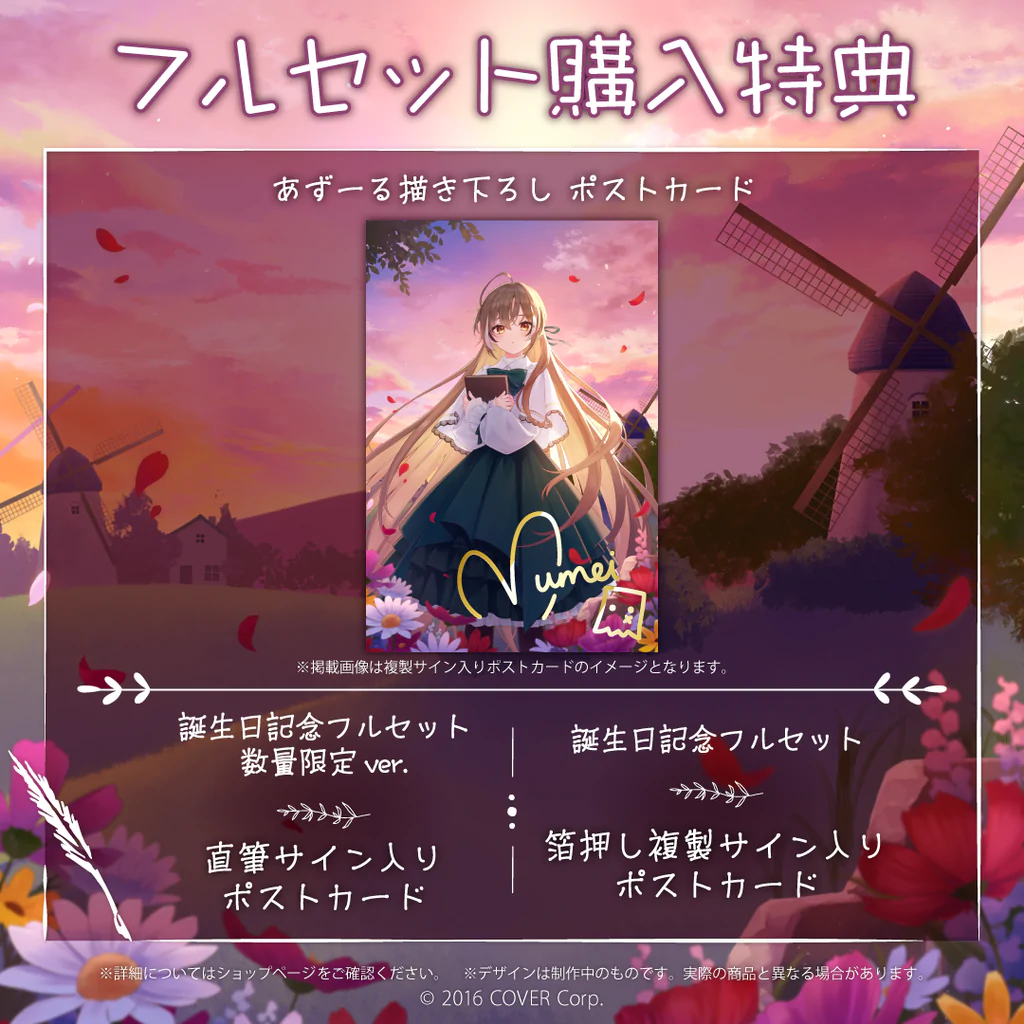 フルセット購入特典
あずーる描き下ろし ポストカード
Numei
※掲載画像は複製サイン入りポストカードのイメージとなります。
誕生日記念フルセット
数量限定 ver.
直筆サイン入り
ポストカード
誕生日記念フルセット
箔押し複製サイン入り
ポストカード
※詳細についてはショップページをご確認ください。 ※デザインは制作中のものです。実際の商品と異なる場合があります。
© 2016 COVER Corp.